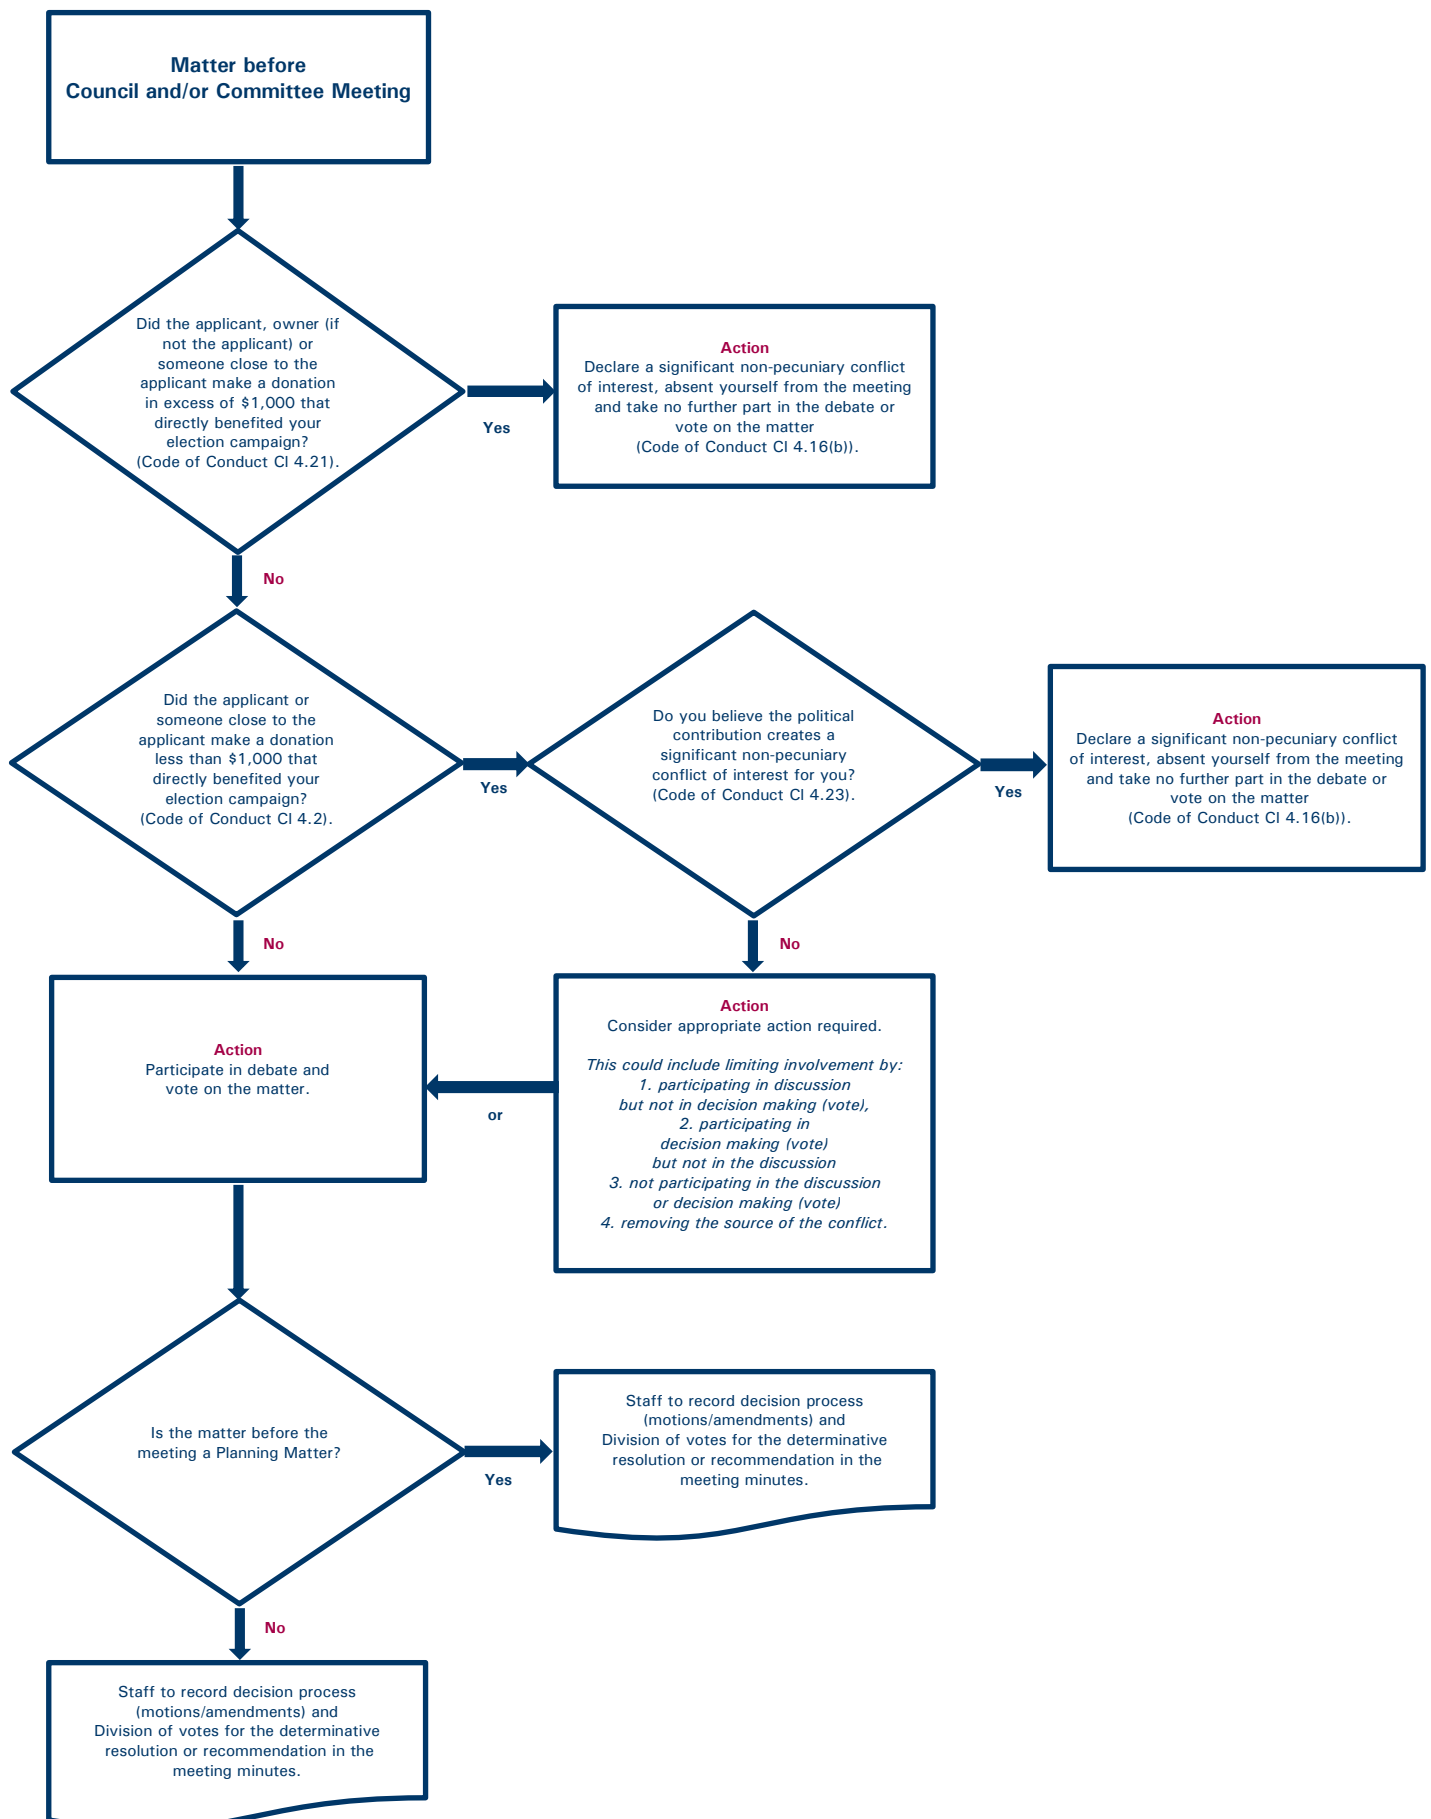 Matter before
Council and/or Committee Meeting
Did the applicant, owner (if
not the applicant) or
someone close to the
applicant make a donation
in excess of $1,000 that
directly benefited your
election campaign?
(Code of Conduct Cl 4.21).
Yes
Action
Declare a significant non-pecuniary conflict
of interest, absent yourself from the meeting
and take no further part in the debate or
vote on the matter
(Code of Conduct Cl 4.16(b)).
No
Did the applicant or
someone close to the
applicant make a donation
less than $1,000 that
directly benefited your
election campaign?
(Code of Conduct Cl 4.2).
Yes
Do you believe the political
contribution creates a
significant non-pecuniary
conflict of interest for you?
(Code of Conduct Cl 4.23).
Yes
Action
Declare a significant non-pecuniary conflict
of interest, absent yourself from the meeting
and take no further part in the debate or
vote on the matter
(Code of Conduct Cl 4.16(b)).
No
No
Action
Participate in debate and
vote on the matter.
or
Action
Consider appropriate action required.
This could include limiting involvement by:
1. participating in discussion
but not in decision making (vote),
2. participating in
decision making (vote)
but not in the discussion
3. not participating in the discussion
or decision making (vote)
4. removing the source of the conflict.
Is the matter before the
meeting a Planning Matter?
Yes
Staff to record decision process
(motions/amendments) and
Division of votes for the determinative
resolution or recommendation in the
meeting minutes.
No
Staff to record decision process
(motions/amendments) and
Division of votes for the determinative
resolution or recommendation in the
meeting minutes.